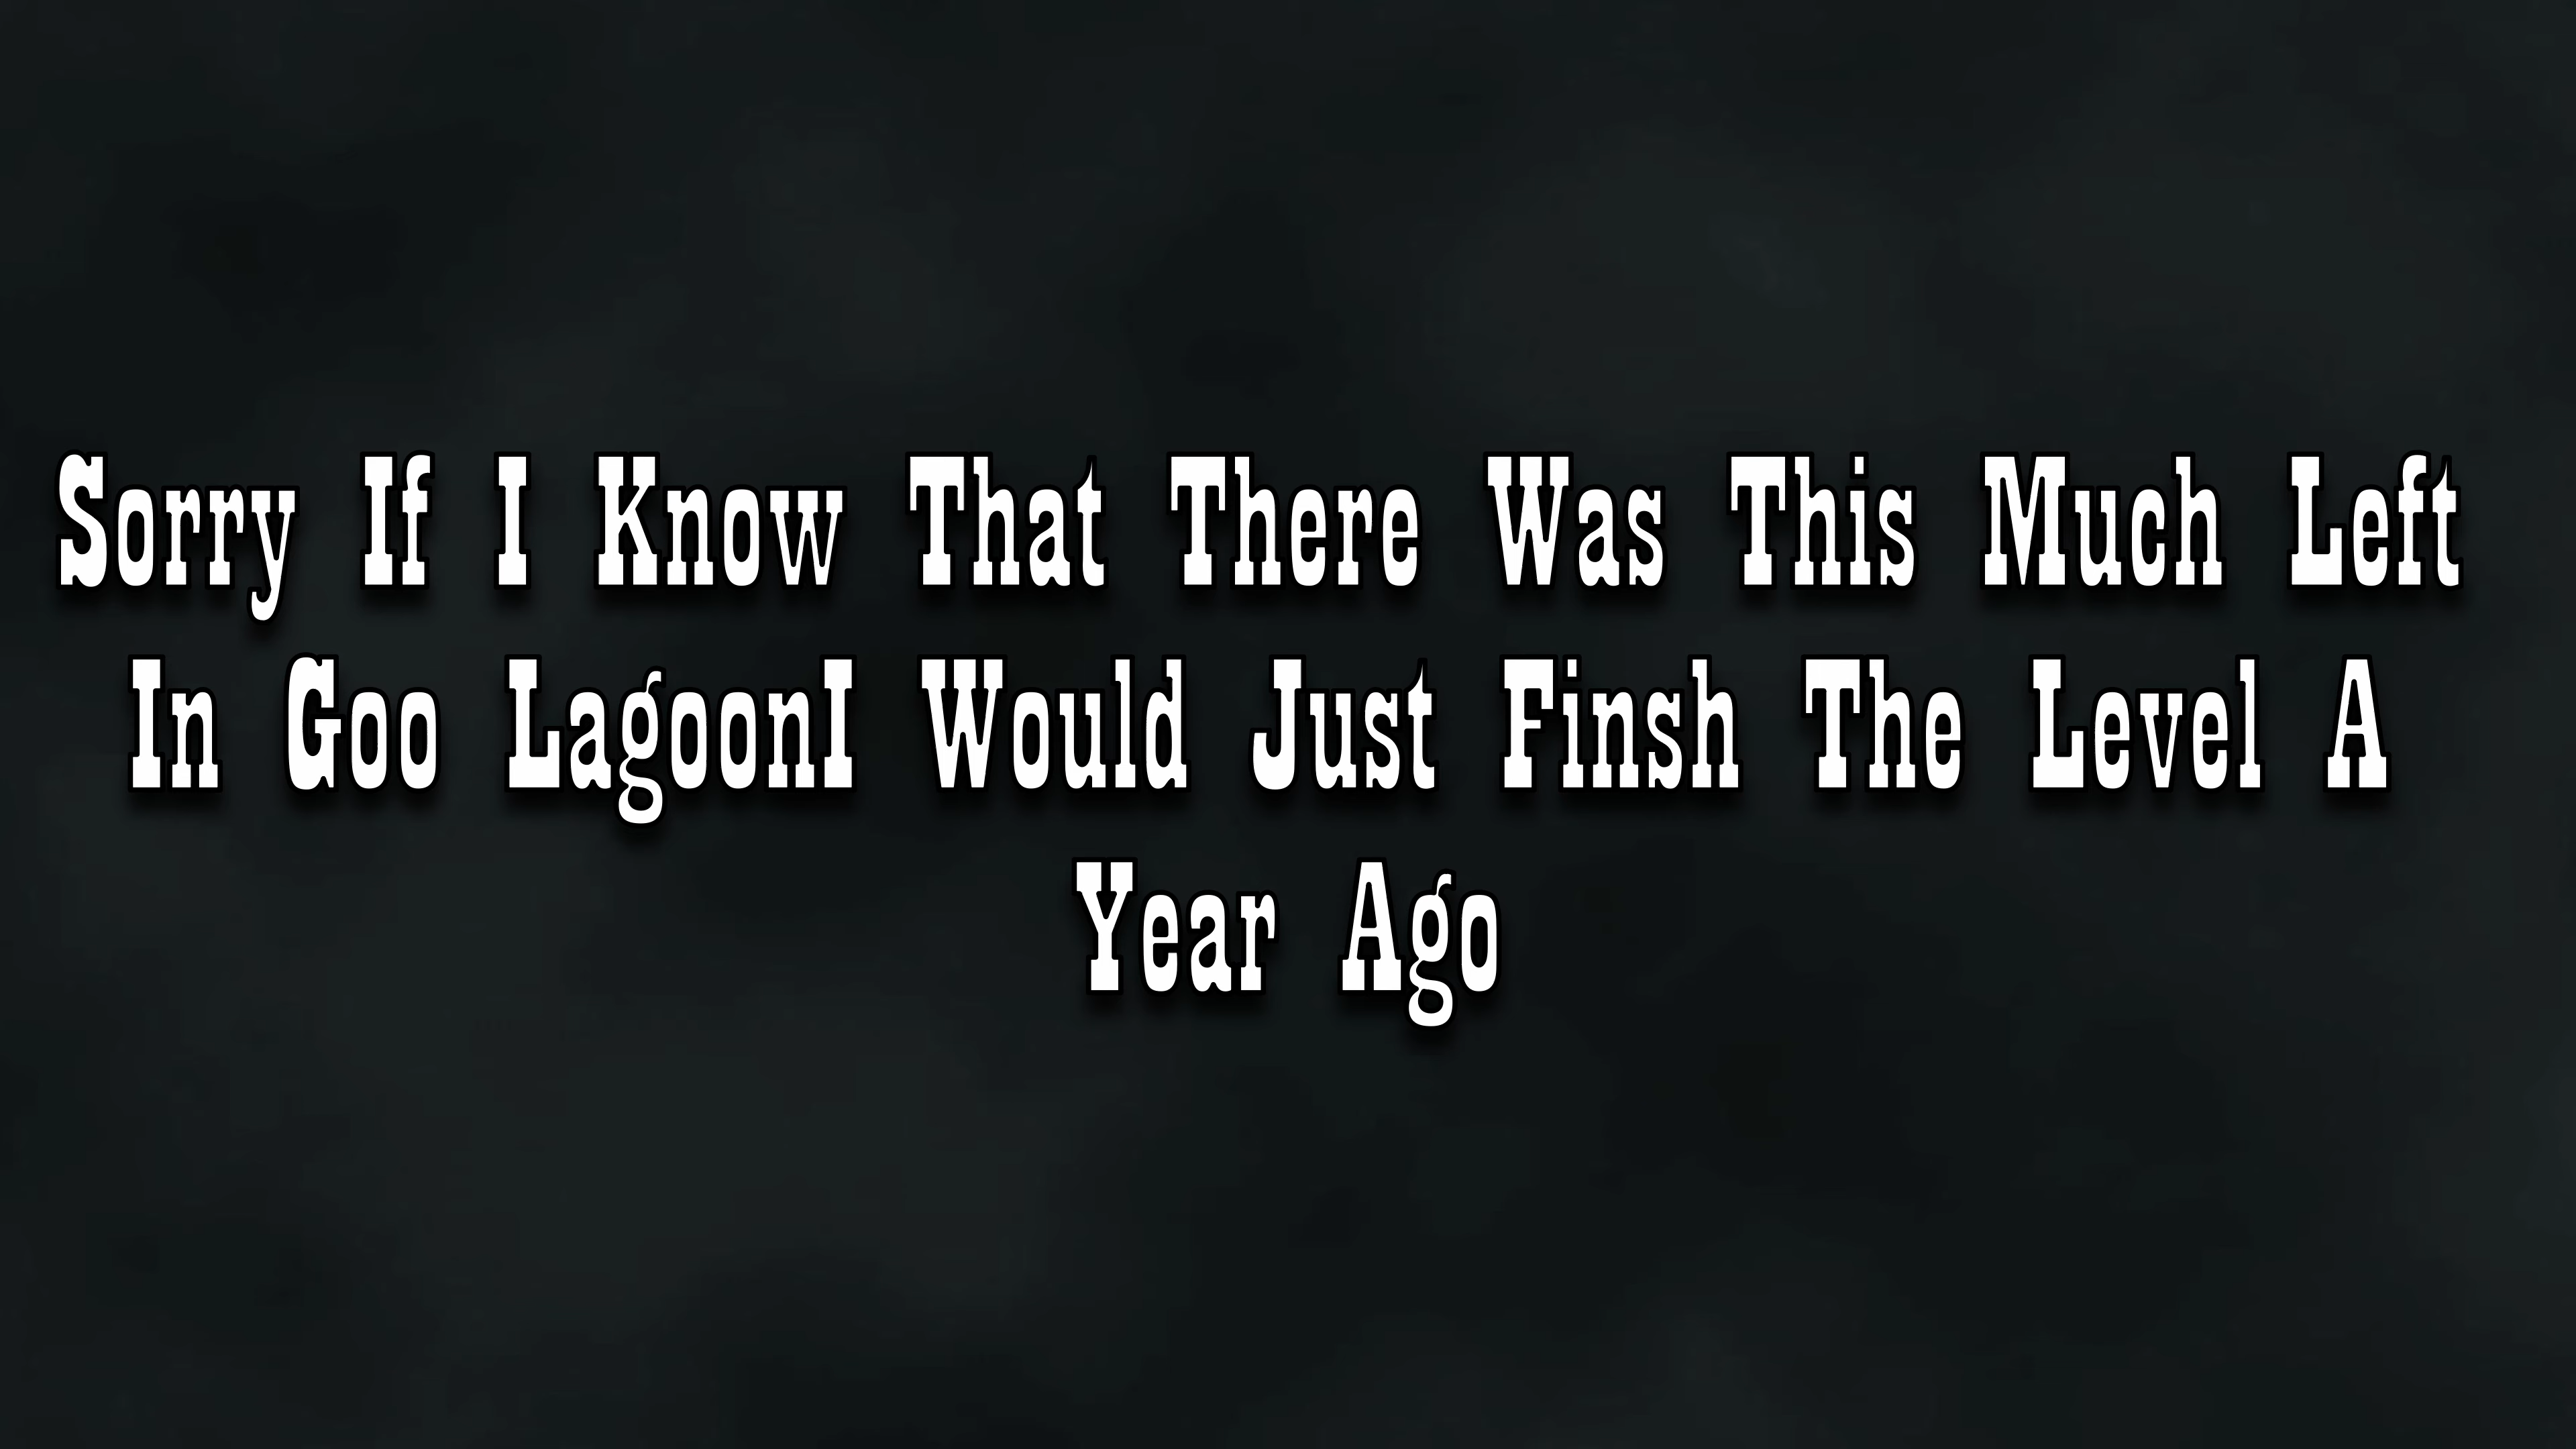 Sorry If I Know That There Was This Much Left
In Goo LagoonI Would Just Finsh The Level A
Year Ago